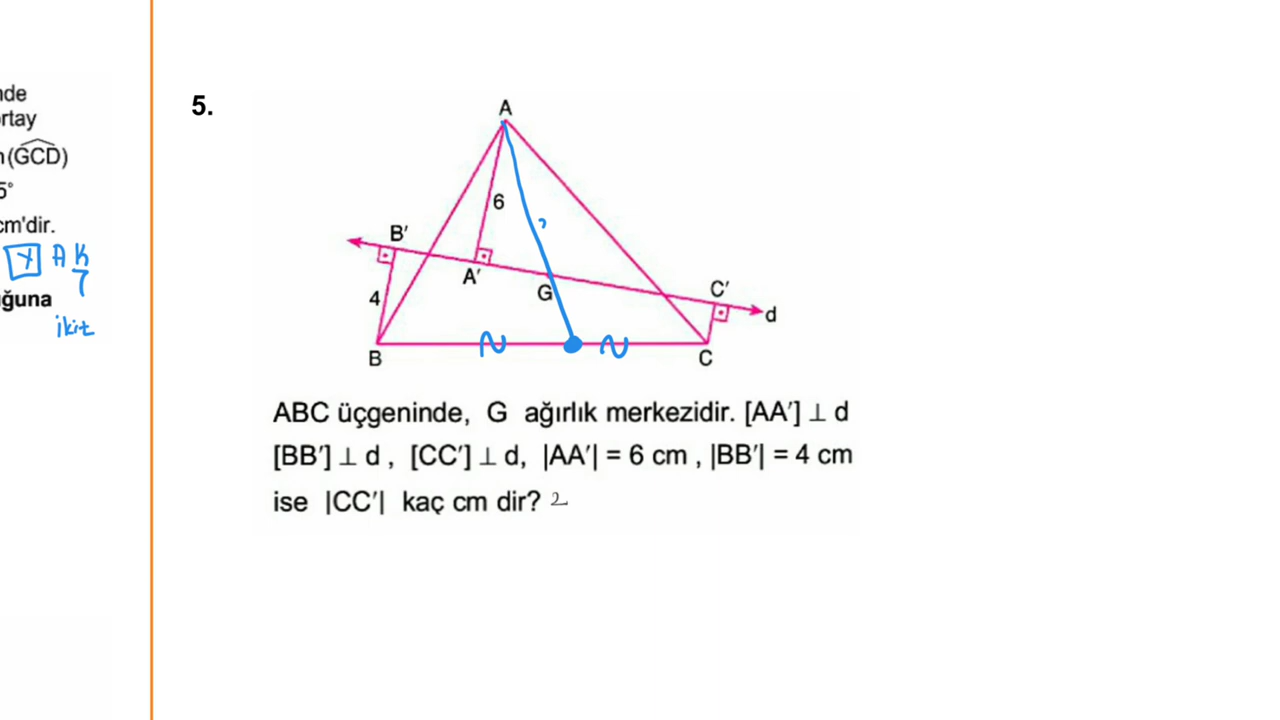 nde
rtay
(GCD)
5°
cm'dir.
Y A K
7
ğuna
ikiz
5.
A
6
B'
A'
G
C'
d
4
B
C
ABC üçgeninde, G ağırlık merkezidir. [AA'] ⊥ d
[BB'] ⊥ d , [CC'] ⊥ d, |AA'| = 6 cm , |BB'| = 4 cm
ise |CC'| kaç cm dir? 2